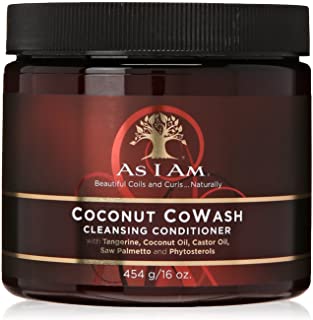 As I Am
Beautiful Coils and Curls...Naturally
Coconut CoWash
Cleansing Conditioner
with Tangerine, Coconut Oil, Castor Oil,
Saw Palmetto and Phytosterols
454 g/16 oz.